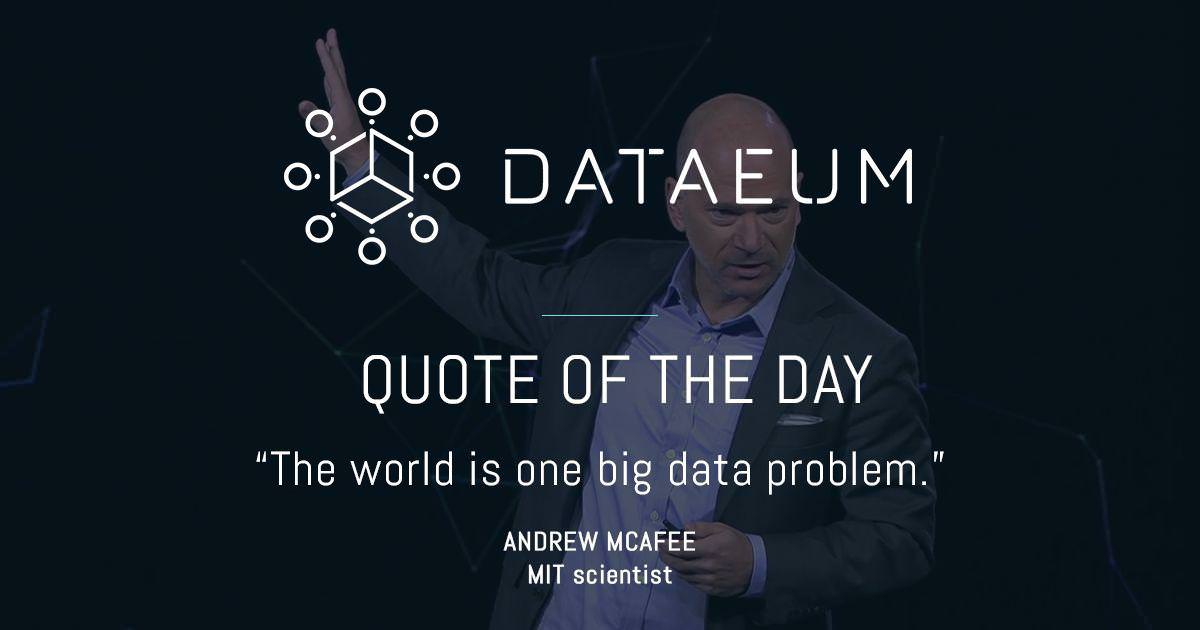 DATAEUM
QUOTE OF THE DAY
“The world is one big data problem.”
ANDREW MCAFEE
MIT scientist